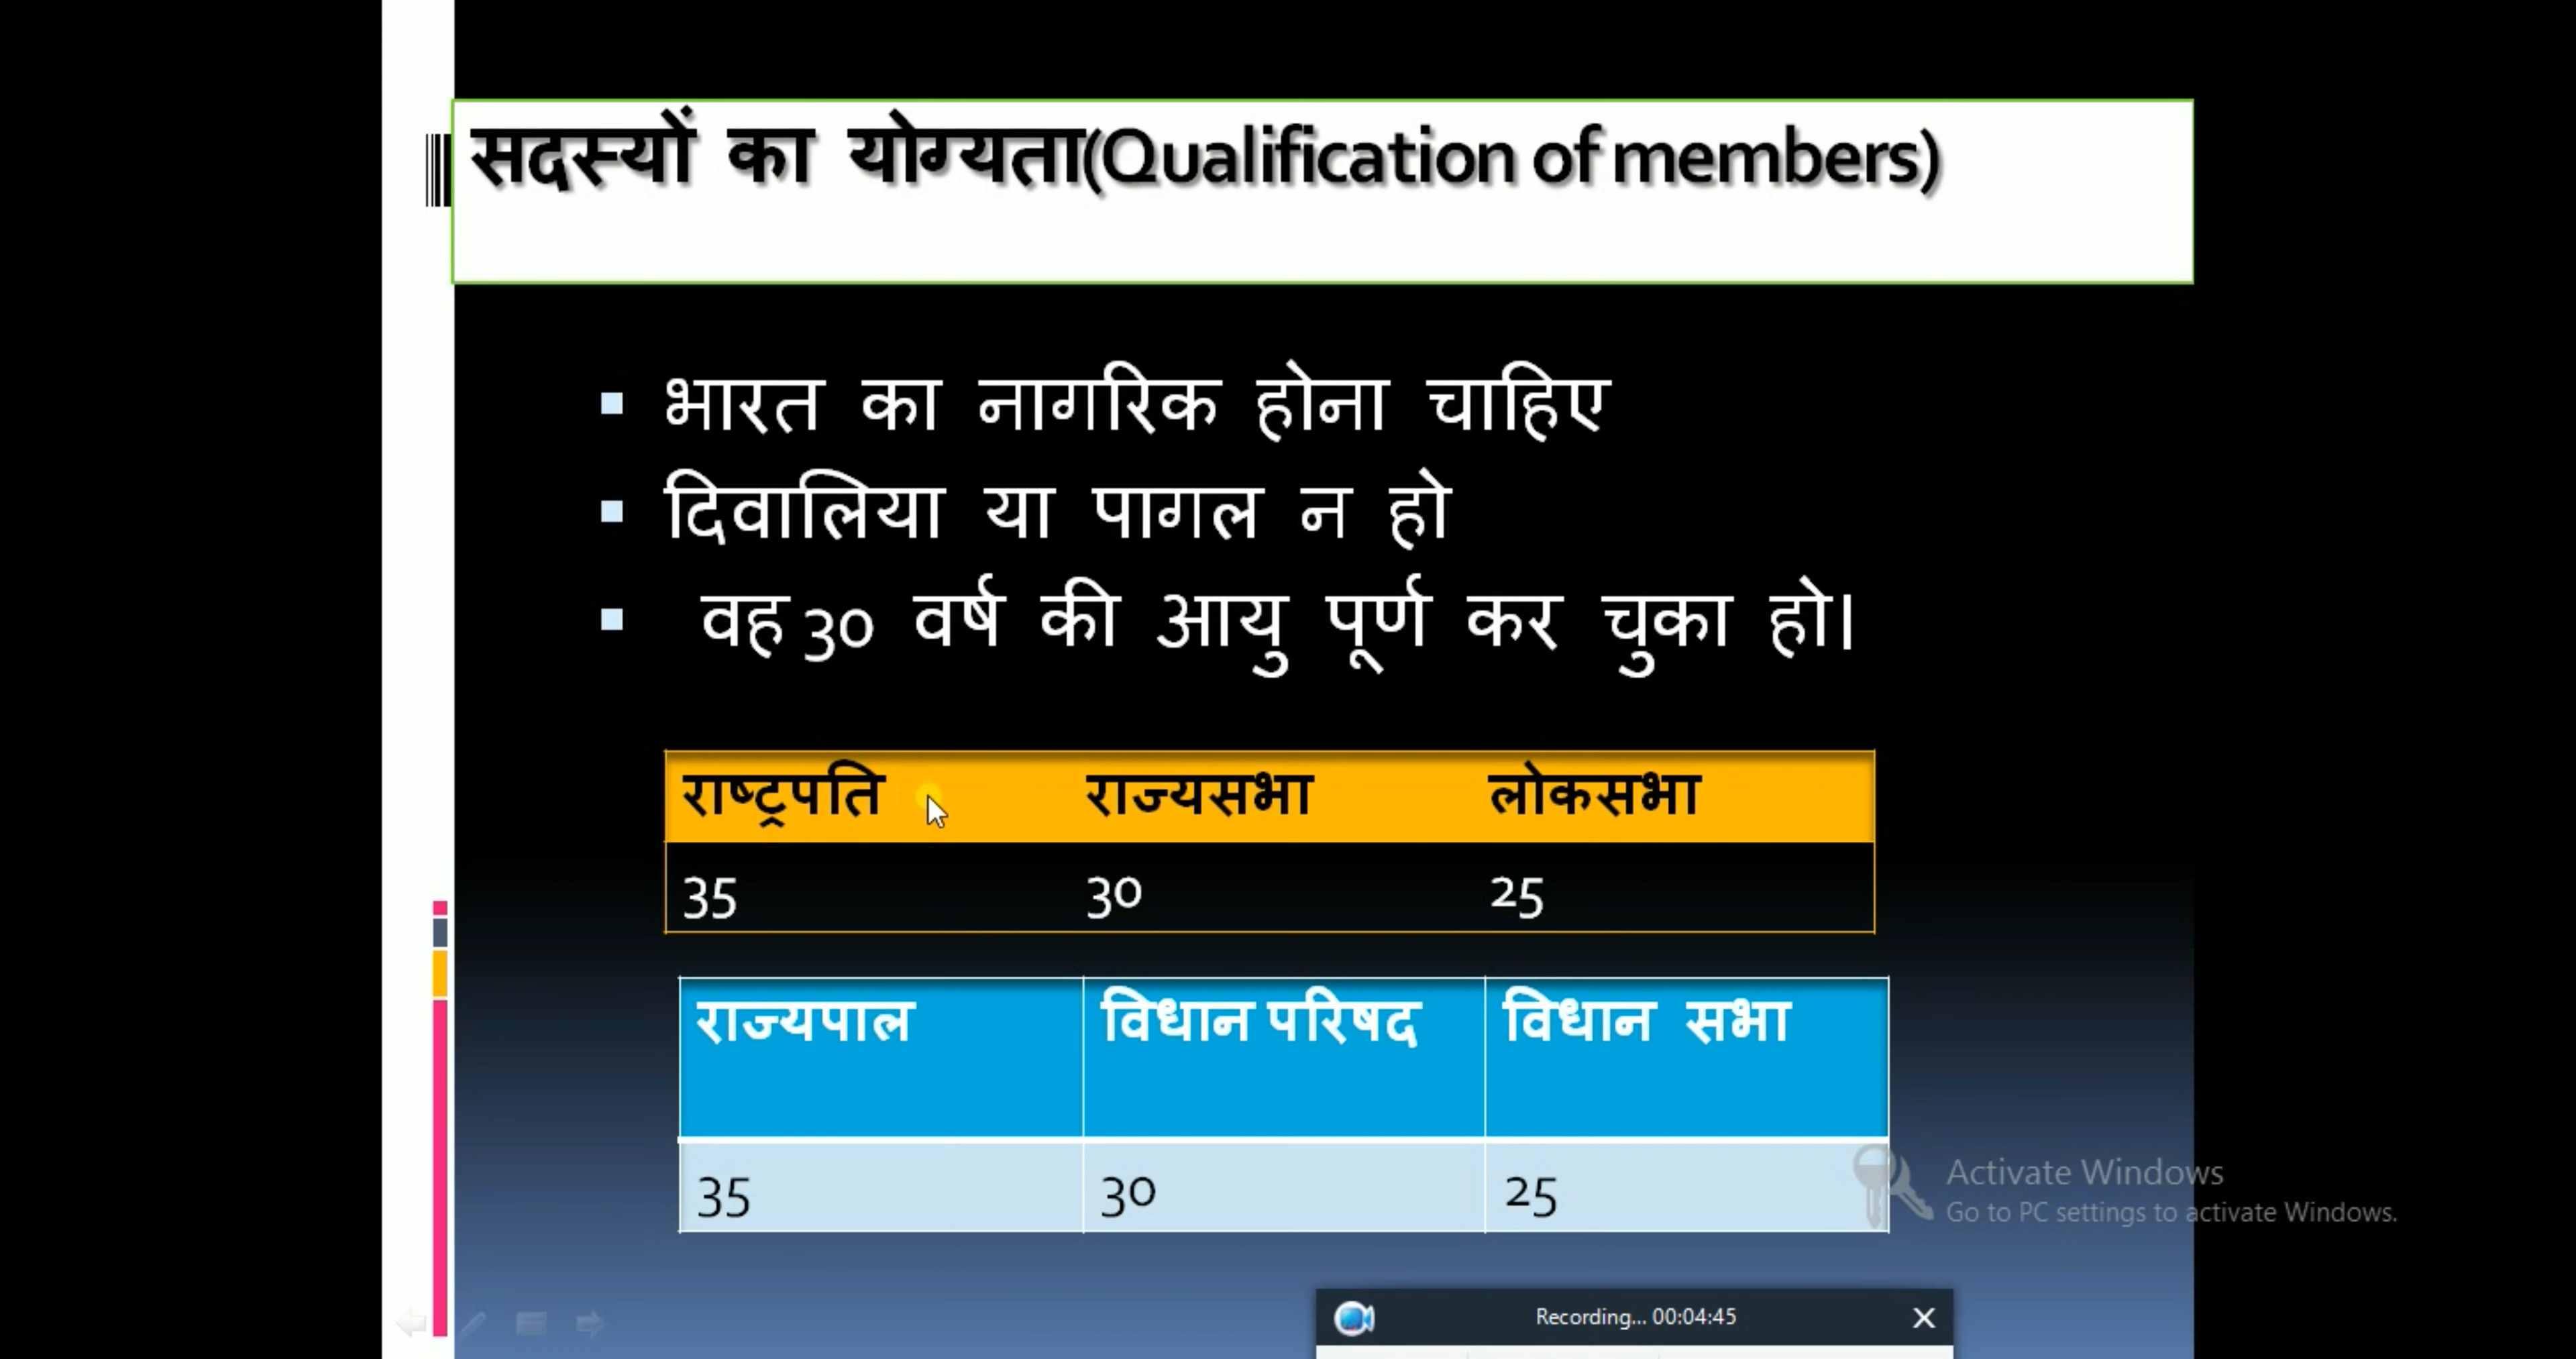 सदस्यों का योग्यता(Qualification of members)
भारत का नागरिक होना चाहिए
दिवालिया या पागल न हो
वह 30 वर्ष की आयु पूर्ण कर चुका हो।
राष्ट्रपति राज्यसभा लोकसभा
35 30 25
राज्यपाल विधान परिषद विधान सभा
35 30 25
Activate Windows
Go to PC settings to activate Windows.
Recording... 00:04:45